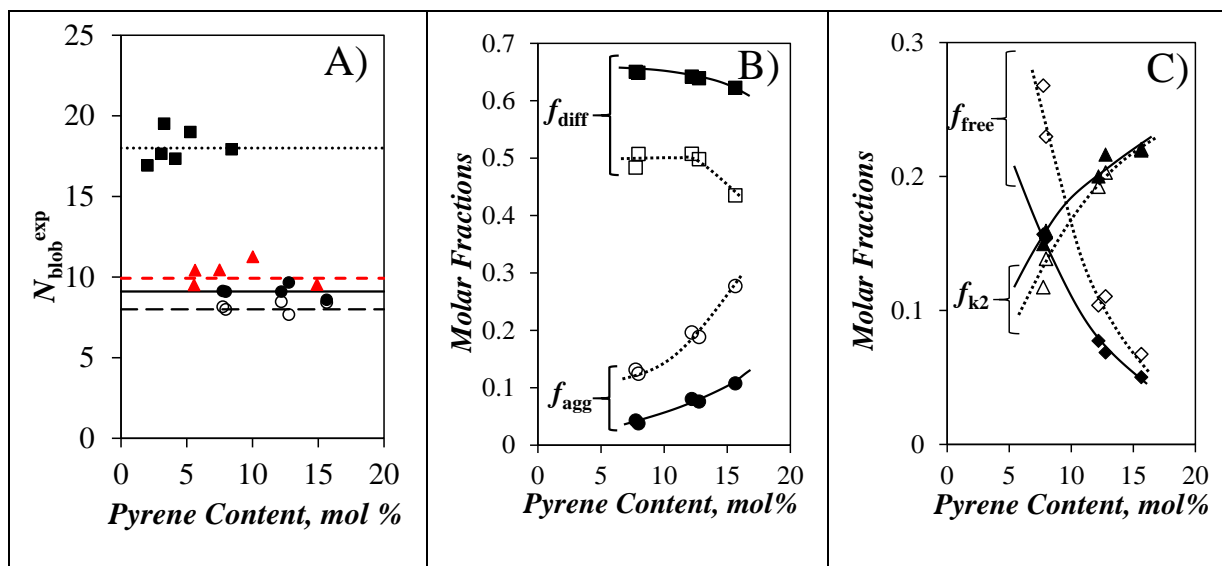 A)
25
20
15
10
5
0
0 5 10 15 20
N_blob^exp
Pyrene Content, mol %
B)
0.7
0.6
0.5
0.4
0.3
0.2
0.1
0
0 5 10 15 20
f_diff
f_agg
Molar Fractions
Pyrene Content, mol%
C)
0.3
0.2
0.1
0
0 5 10 15 20
f_free
f_k2
Molar Fractions
Pyrene Content, mol%